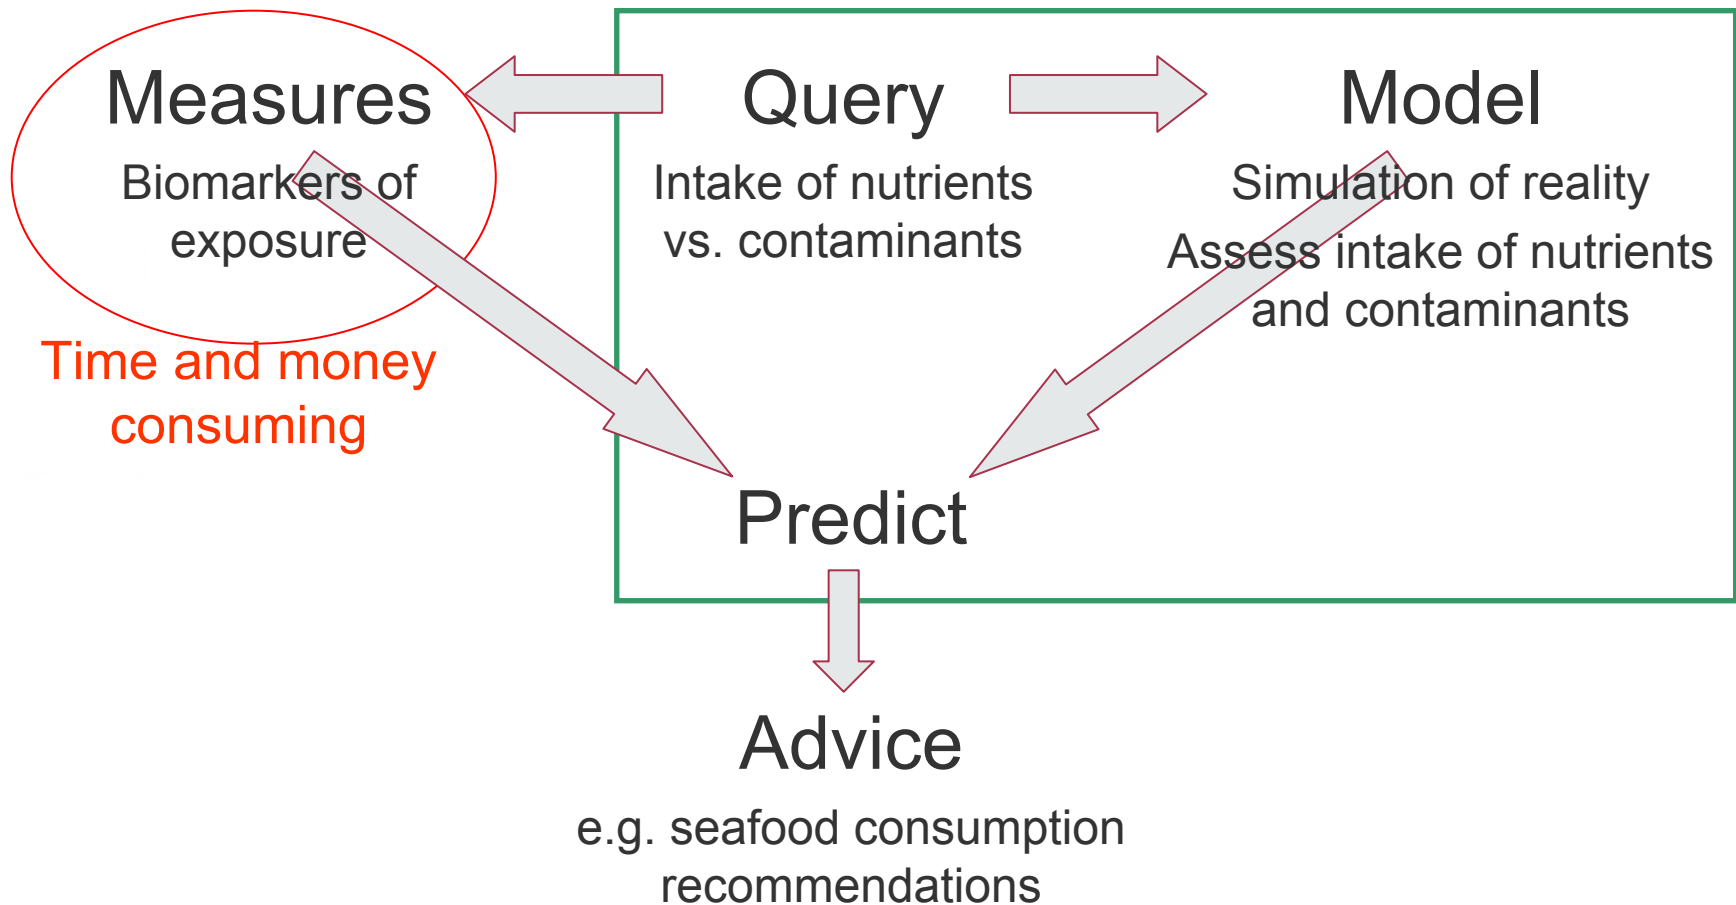 Measures
Biomarkers of
exposure
Time and money
consuming
Query
Intake of nutrients
vs. contaminants
Model
Simulation of reality
Assess intake of nutrients
and contaminants
Predict
Advice
e.g. seafood consumption
recommendations